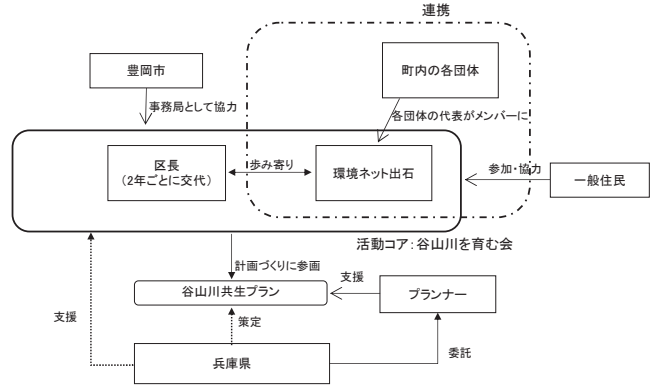 連携
豊岡市
町内の各団体
事務局として協力
各団体の代表がメンバーに
区長
（2年ごとに交代）
歩み寄り
環境ネット出石
参加・協力
一般住民
活動コア：谷山川を育む会
計画づくりに参画
支援
谷山川共生プラン
プランナー
支援
策定
委託
兵庫県